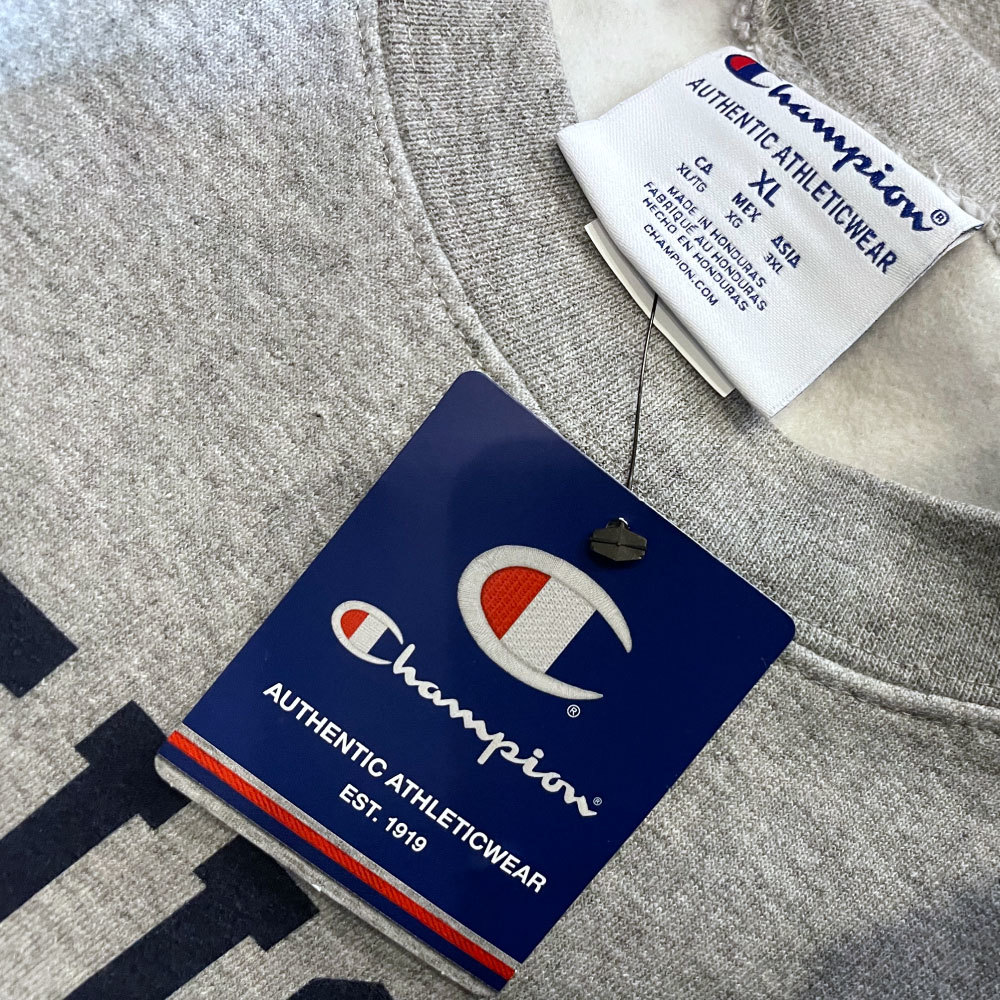 Champion®
AUTHENTIC ATHLETICWEAR
XL
CA MEX ASIA
XL/TG XG 3XL
MADE IN HONDURAS
FABRIQUÉ AU HONDURAS
HECHO EN HONDURAS
CHAMPION.COM
®
Champion®
AUTHENTIC ATHLETICWEAR
EST. 1919